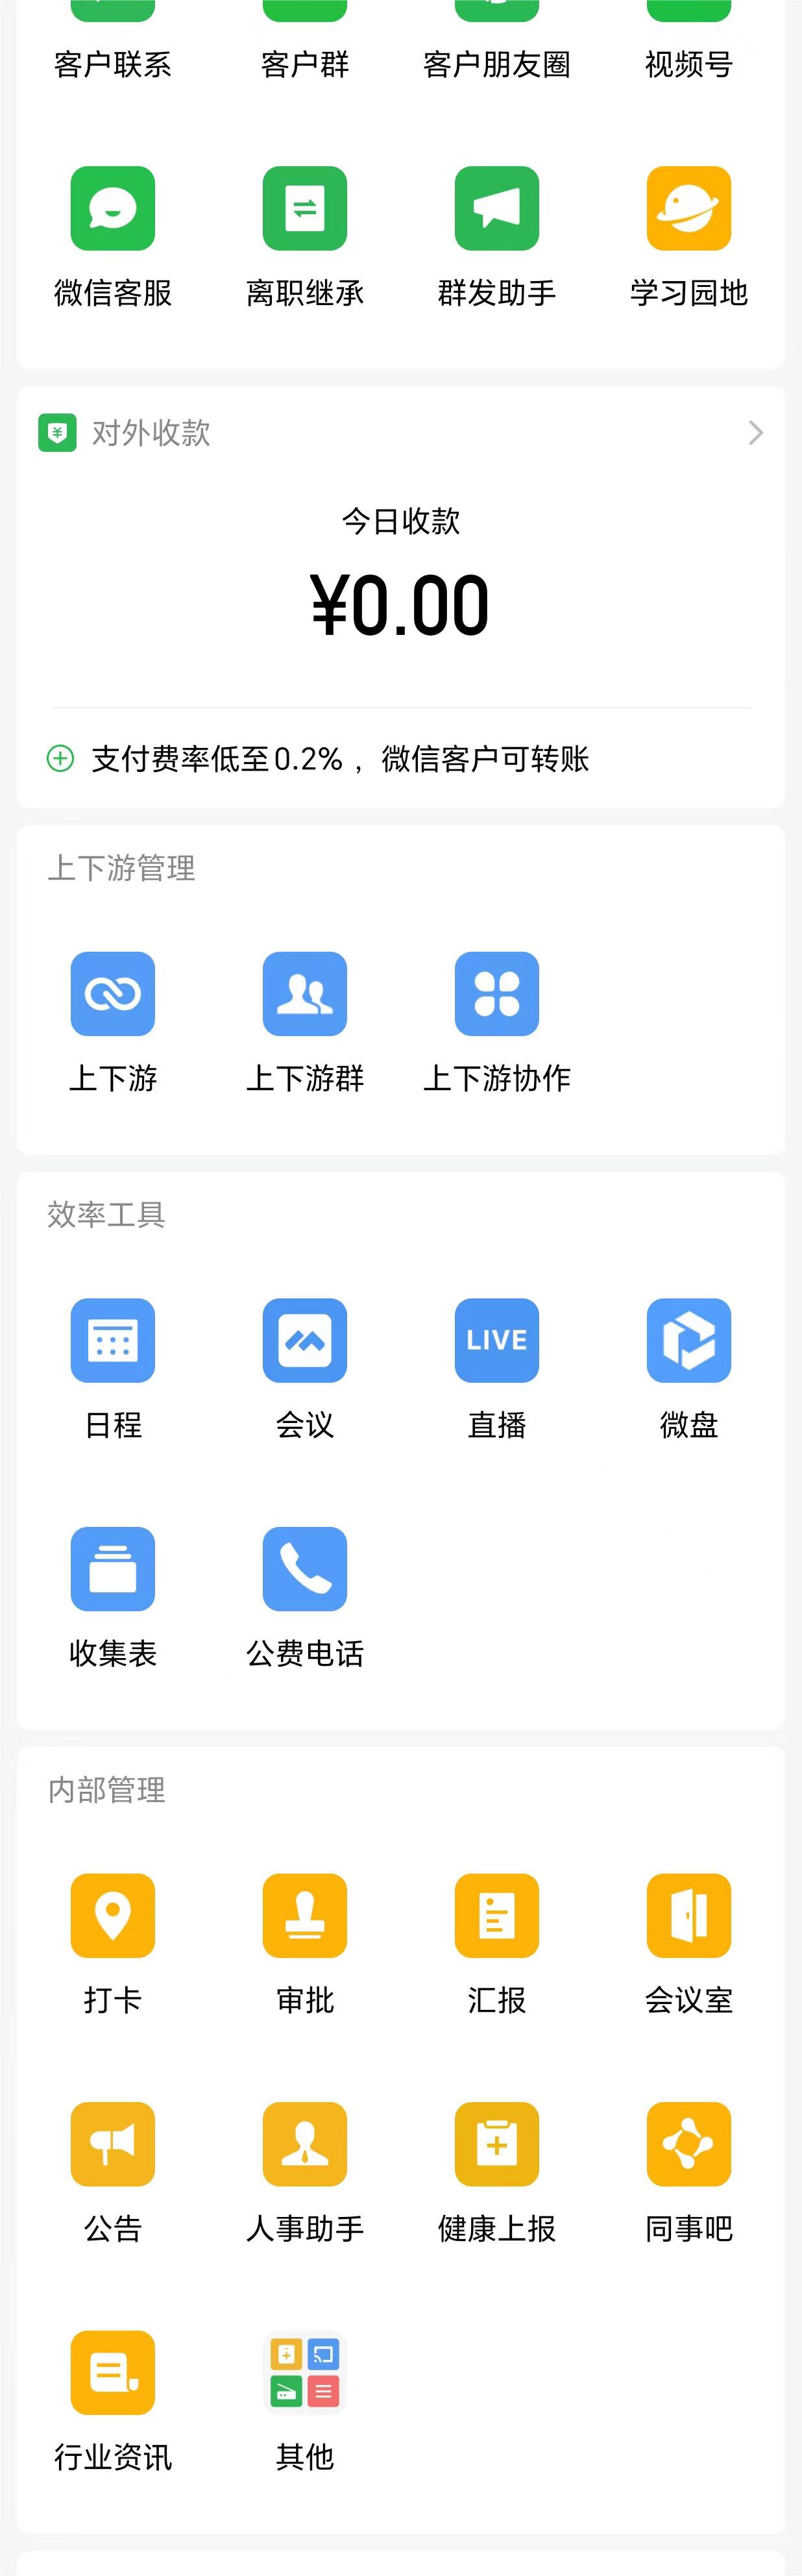 客户联系 客户群 客户朋友圈 视频号
微信客服 离职继承 群发助手 学习园地
对外收款
今日收款
¥0.00
支付费率低至0.2%，微信客户可转账
上下游管理
上下游 上下游群 上下游协作
效率工具
LIVE
日程 会议 直播 微盘
收集表 公费电话
内部管理
打卡 审批 汇报 会议室
公告 人事助手 健康上报 同事吧
行业资讯 其他